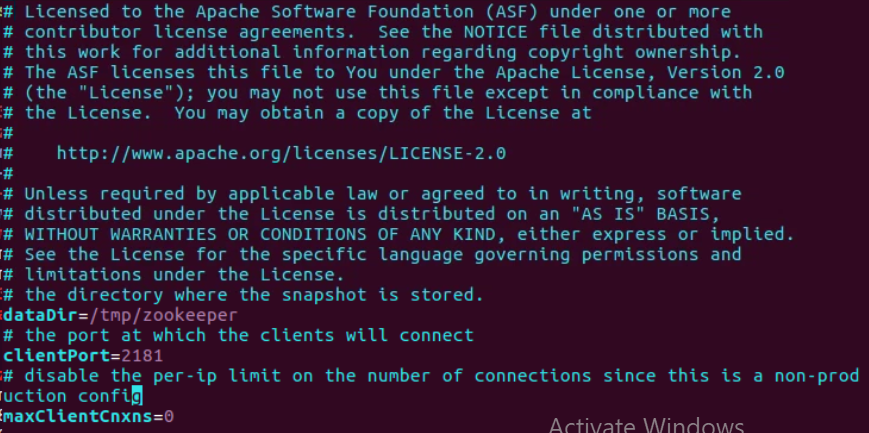 # Licensed to the Apache Software Foundation (ASF) under one or more
# contributor license agreements.  See the NOTICE file distributed with
# this work for additional information regarding copyright ownership.
# The ASF licenses this file to You under the Apache License, Version 2.0
# (the "License"); you may not use this file except in compliance with
# the License.  You may obtain a copy of the License at
#
#    http://www.apache.org/licenses/LICENSE-2.0
#
# Unless required by applicable law or agreed to in writing, software
# distributed under the License is distributed on an "AS IS" BASIS,
# WITHOUT WARRANTIES OR CONDITIONS OF ANY KIND, either express or implied.
# See the License for the specific language governing permissions and
# limitations under the License.
# the directory where the snapshot is stored.
dataDir=/tmp/zookeeper
# the port at which the clients will connect
clientPort=2181
# disable the per-ip limit on the number of connections since this is a non-prod
uction config
maxClientCnxns=0
Activate Windows